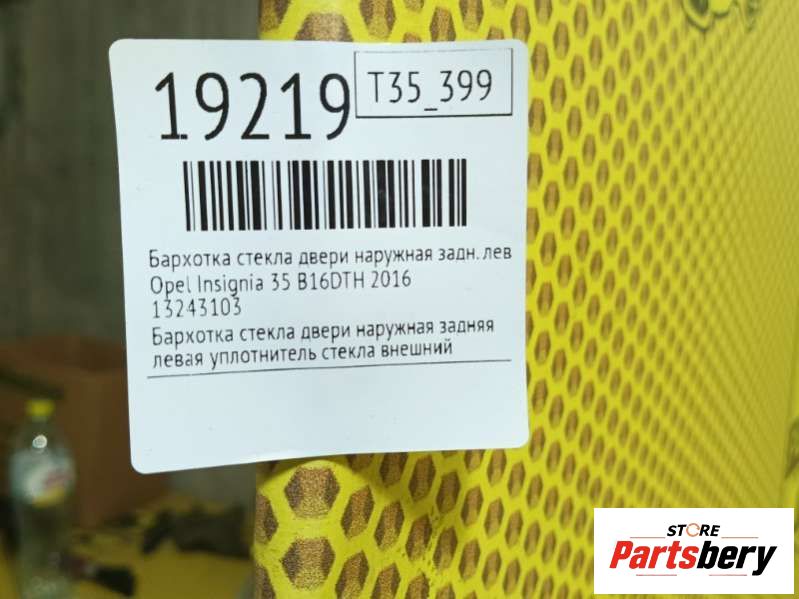 19219
T35_399
Бархотка стекла двери наружная задн. лев
Opel Insignia 35 B16DTH 2016
13243103
Бархотка стекла двери наружная задняя
левая уплотнитель стекла внешний
STORE
Partsbery